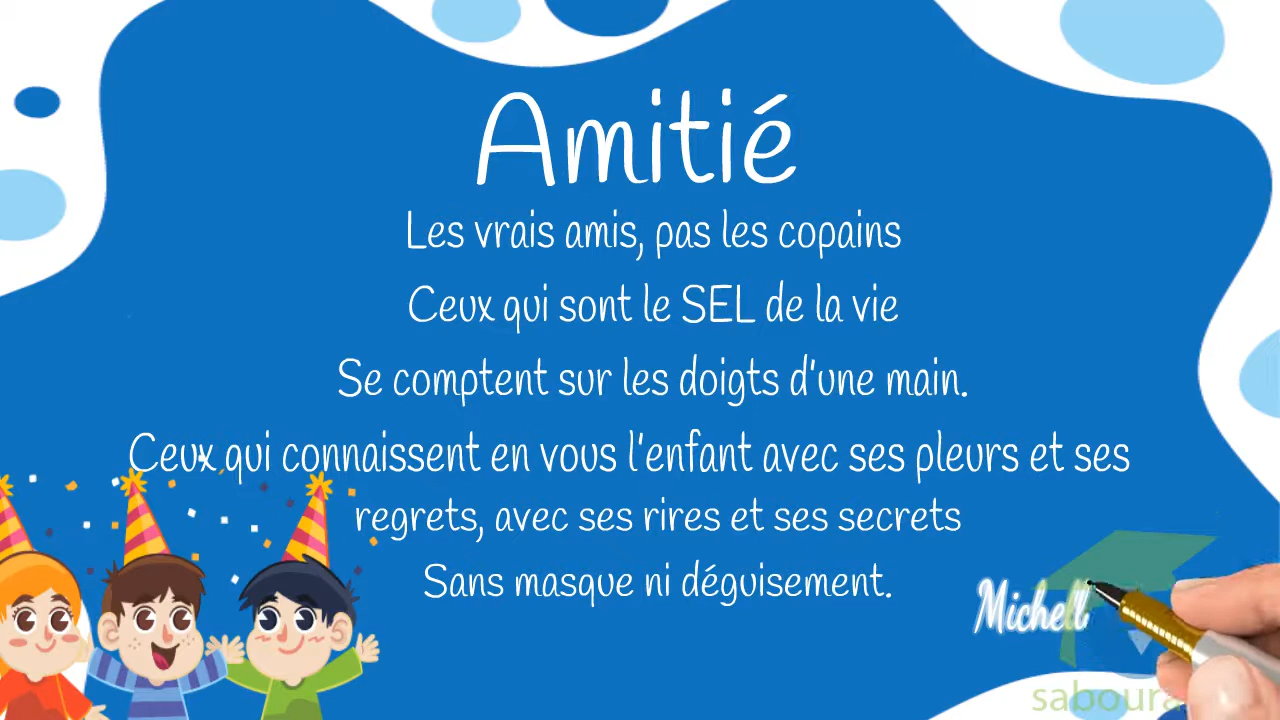 Amitié
Les vrais amis, pas les copains
Ceux qui sont le SEL de la vie
Se comptent sur les doigts d'une main.
Ceux qui connaissent en vous l'enfant avec ses pleurs et ses
regrets, avec ses rires et ses secrets
Sans masque ni déguisement.
Michell
saboura